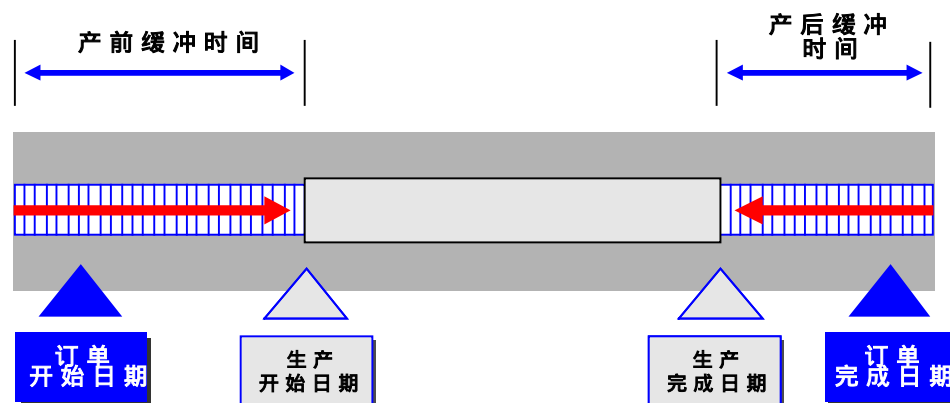 产前缓冲时间
产后缓冲
时间
订单
开始日期
生产
开始日期
生产
完成日期
订单
完成日期